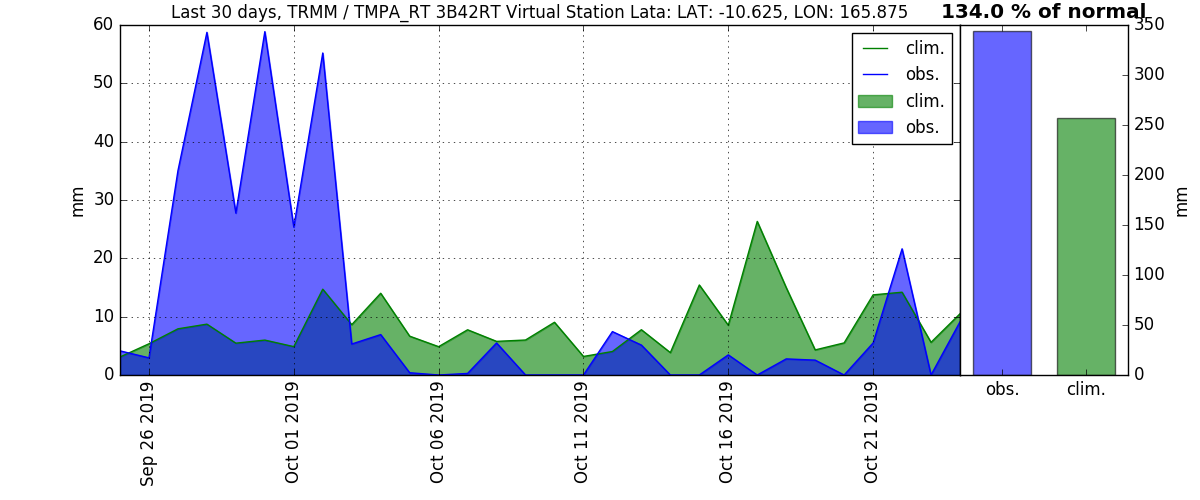 Last 30 days, TRMM / TMPA_RT 3B42RT Virtual Station Lata: LAT: -10.625, LON: 165.875
134.0 % of normal
60
50
40
30
20
10
0
mm
clim.
obs.
clim.
obs.
Sep 26 2019
Oct 01 2019
Oct 06 2019
Oct 11 2019
Oct 16 2019
Oct 21 2019
350
300
250
200
150
100
50
0
mm
obs.
clim.